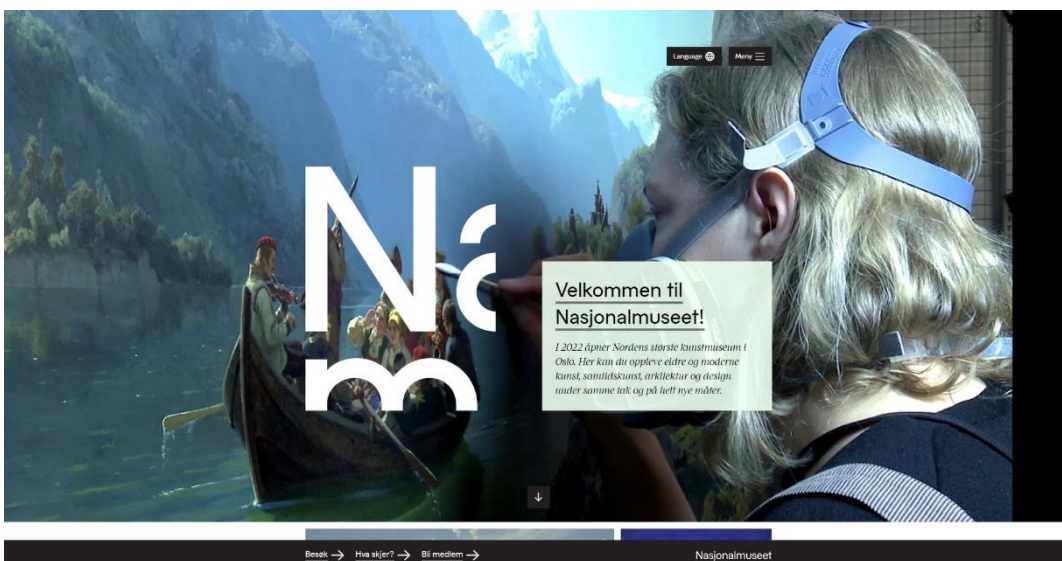 Language
Meny
Na
m
Velkommen til
Nasjonalmuseet!
I 2022 åpner Nordens største kunstmuseum i
Oslo. Her kan du oppleve eldre og moderne
kunst, samtidskunst, arkitektur og design
under samme tak og på helt nye måter.
Besøk → Hva skjer? → Bli medlem →
Nasjonalmuseet